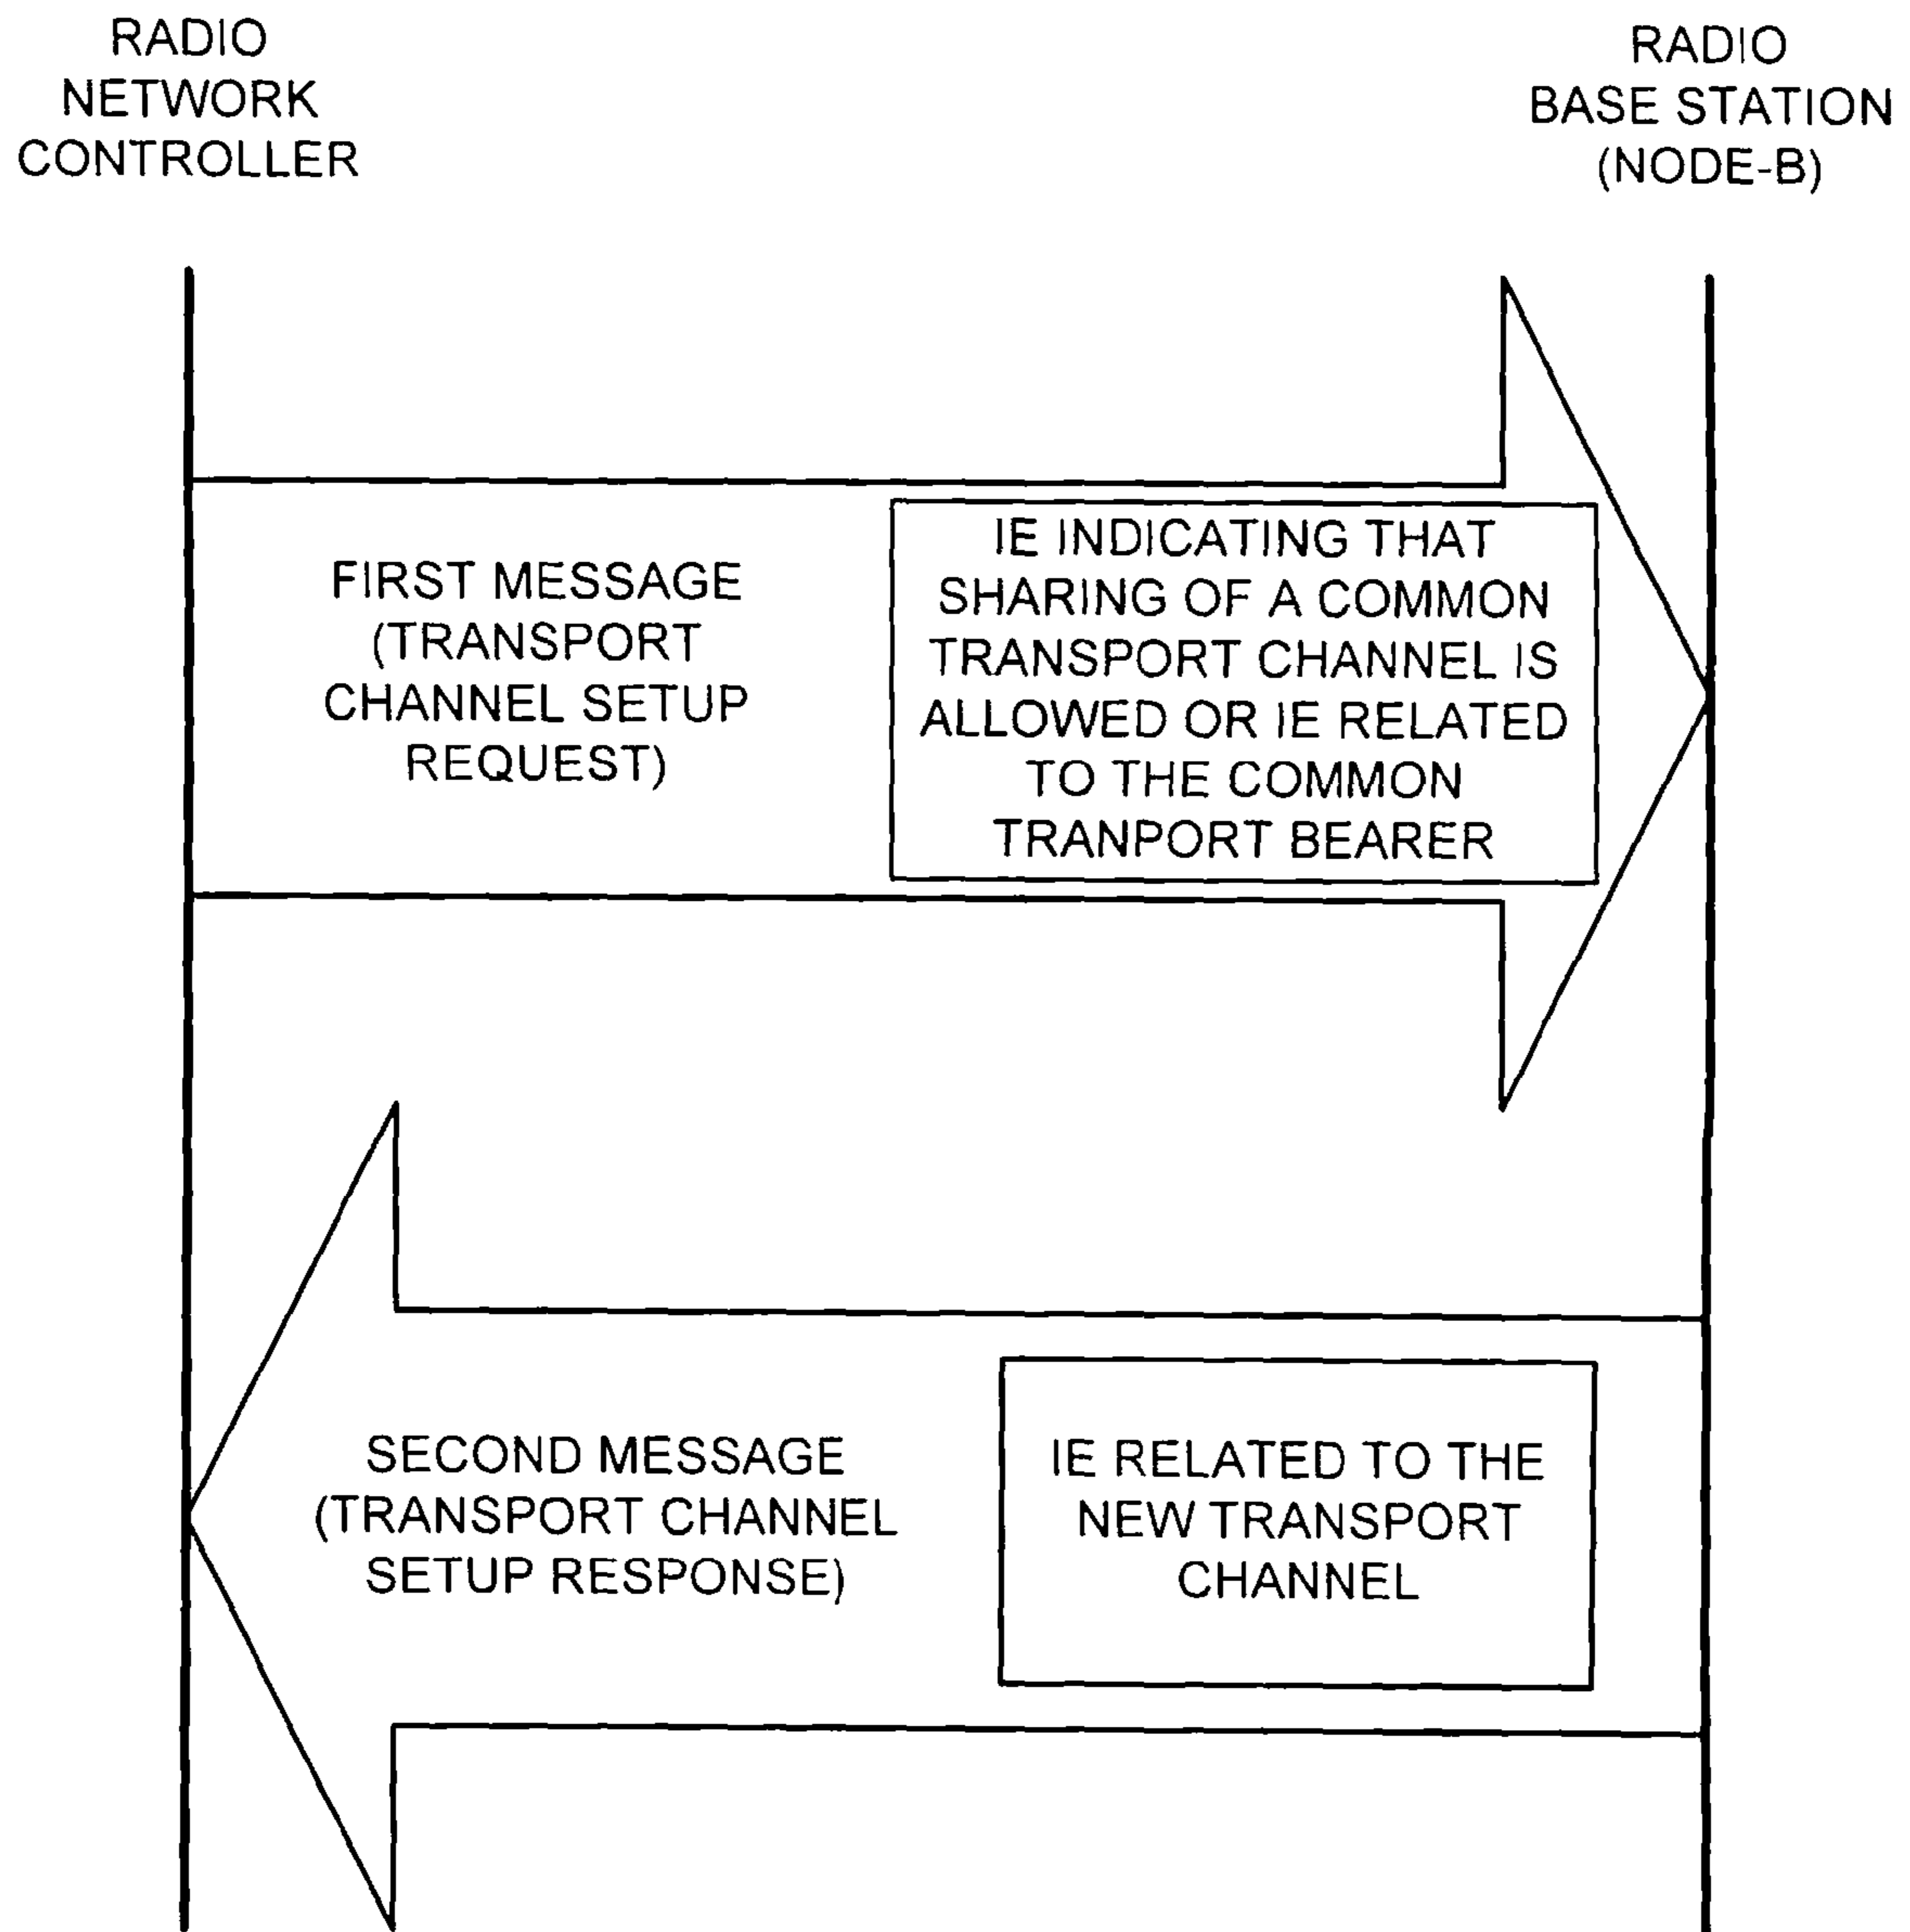 RADIO
NETWORK
CONTROLLER
RADIO
BASE STATION
(NODE-B)
FIRST MESSAGE
(TRANSPORT
CHANNEL SETUP
REQUEST)
IE INDICATING THAT
SHARING OF A COMMON
TRANSPORT CHANNEL IS
ALLOWED OR IE RELATED
TO THE COMMON
TRANPORT BEARER
SECOND MESSAGE
(TRANSPORT CHANNEL
SETUP RESPONSE)
IE RELATED TO THE
NEW TRANSPORT
CHANNEL